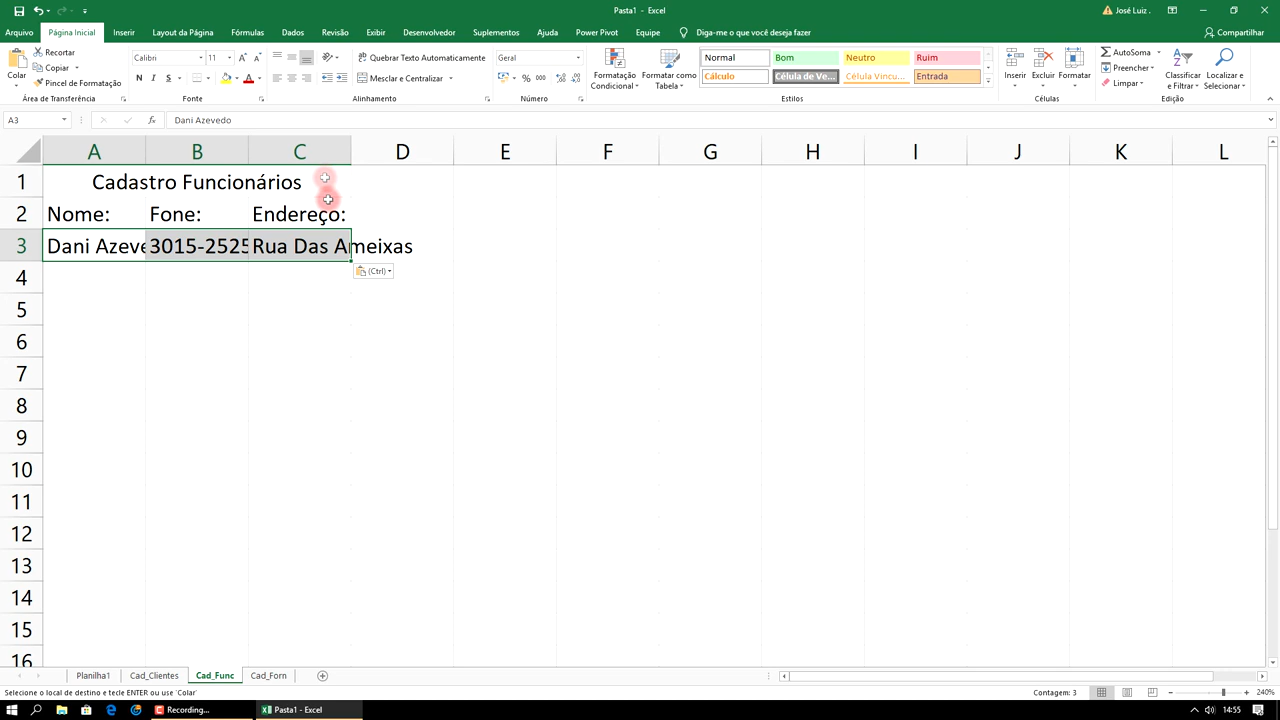 Pasta1 - Excel
José Luiz .
Arquivo Página Inicial Inserir Layout da Página Fórmulas Dados Revisão Exibir Desenvolvedor Suplementos Ajuda Power Pivot Equipe Diga-me o que você deseja fazer Compartilhar
Colar
Recortar
Copiar
Pincel de Formatação
Área de Transferência
Calibri 11
N I S
Fonte
Quebrar Texto Automaticamente
Mesclar e Centralizar
Alinhamento
Geral
% 000
Número
Formatação Condicional
Formatar como Tabela
Normal Bom Neutro Ruim
Cálculo Célula de Ve... Célula Vincu... Entrada
Estilos
Inserir Excluir Formatar
Células
AutoSoma
Preencher
Limpar
Classificar e Filtrar
Localizar e Selecionar
Edição
A3 fx Dani Azevedo
A B C D E F G H I J K L
1 Cadastro Funcionários
2 Nome: Fone: Endereço:
3 Dani Azeve 3015-2525 Rua Das Ameixas
(Ctrl)
4
5
6
7
8
9
10
11
12
13
14
15
16
Planilha1 Cad_Clientes Cad_Func Cad_Forn
Selecione o local de destino e tecle ENTER ou use 'Colar' Contagem: 3 240%
Recording... Pasta1 - Excel 14:55